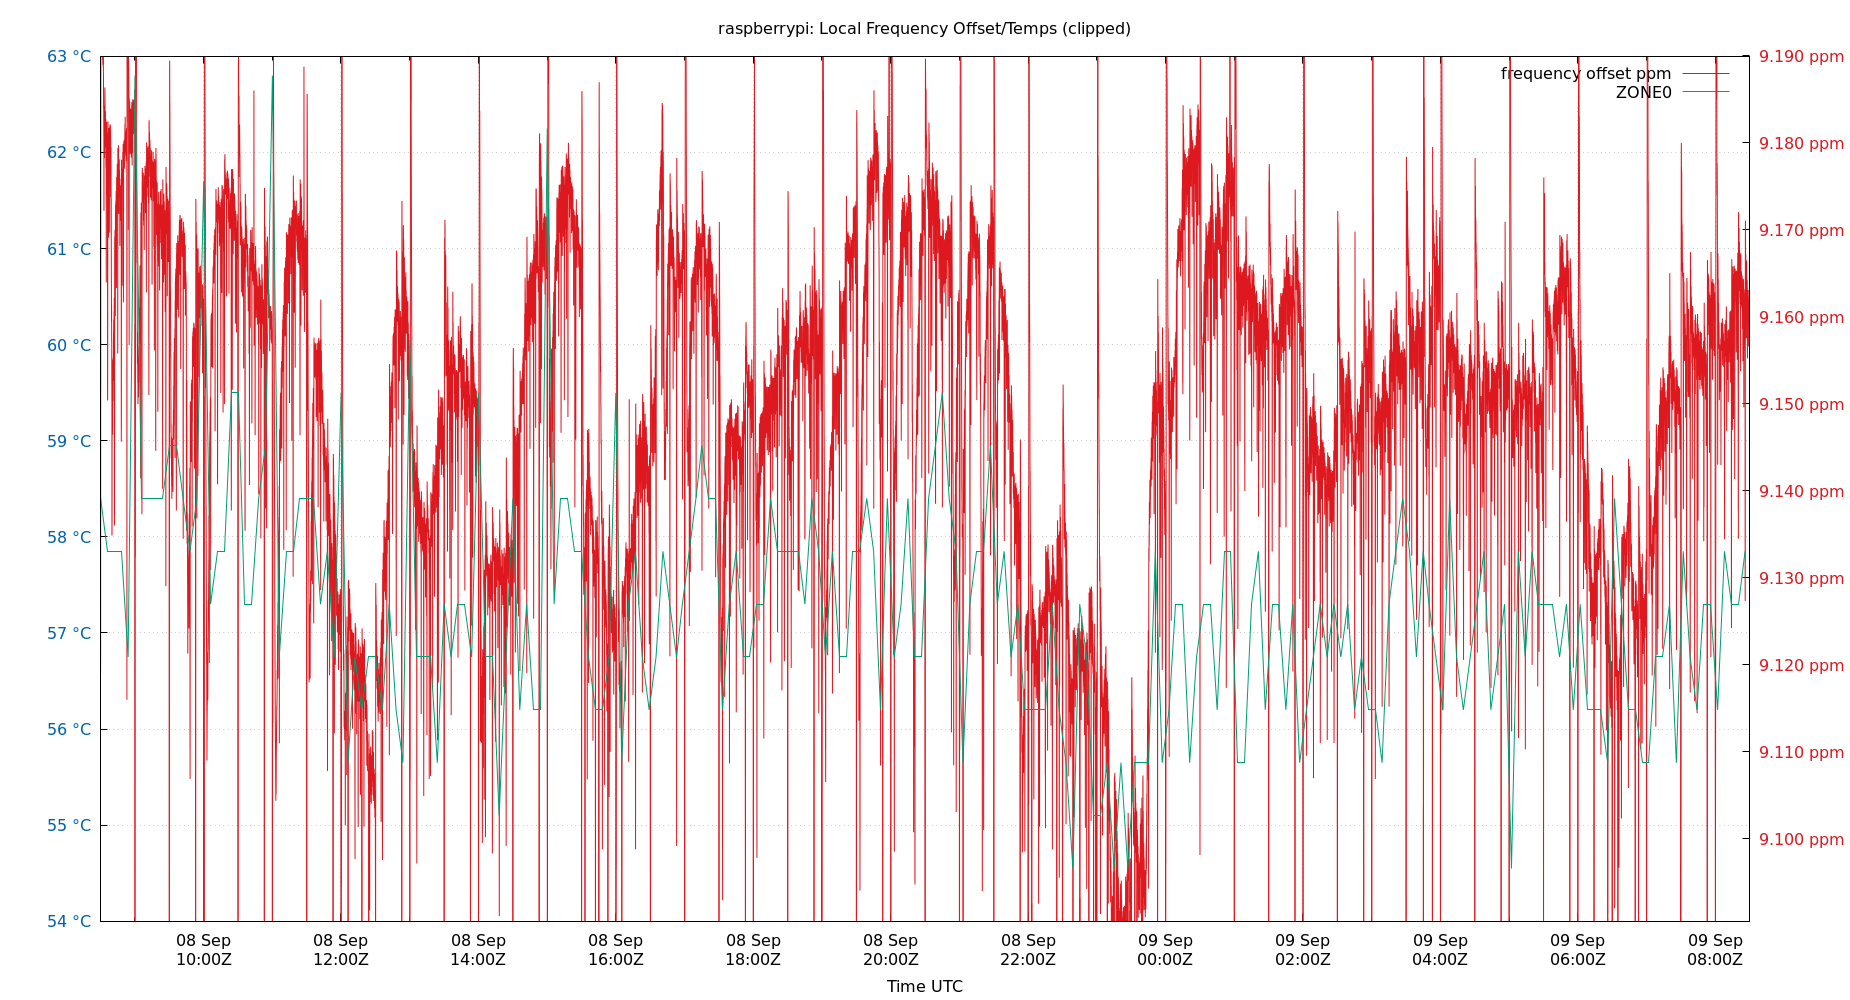 raspberrypi: Local Frequency Offset/Temps (clipped)
63 °C
62 °C
61 °C
60 °C
59 °C
58 °C
57 °C
56 °C
55 °C
54 °C
9.190 ppm
9.180 ppm
9.170 ppm
9.160 ppm
9.150 ppm
9.140 ppm
9.130 ppm
9.120 ppm
9.110 ppm
9.100 ppm
frequency offset ppm
ZONE0
08 Sep 08 Sep 08 Sep 08 Sep 08 Sep 08 Sep 08 Sep 09 Sep 09 Sep 09 Sep 09 Sep 09 Sep
10:00Z 12:00Z 14:00Z 16:00Z 18:00Z 20:00Z 22:00Z 00:00Z 02:00Z 04:00Z 06:00Z 08:00Z
Time UTC